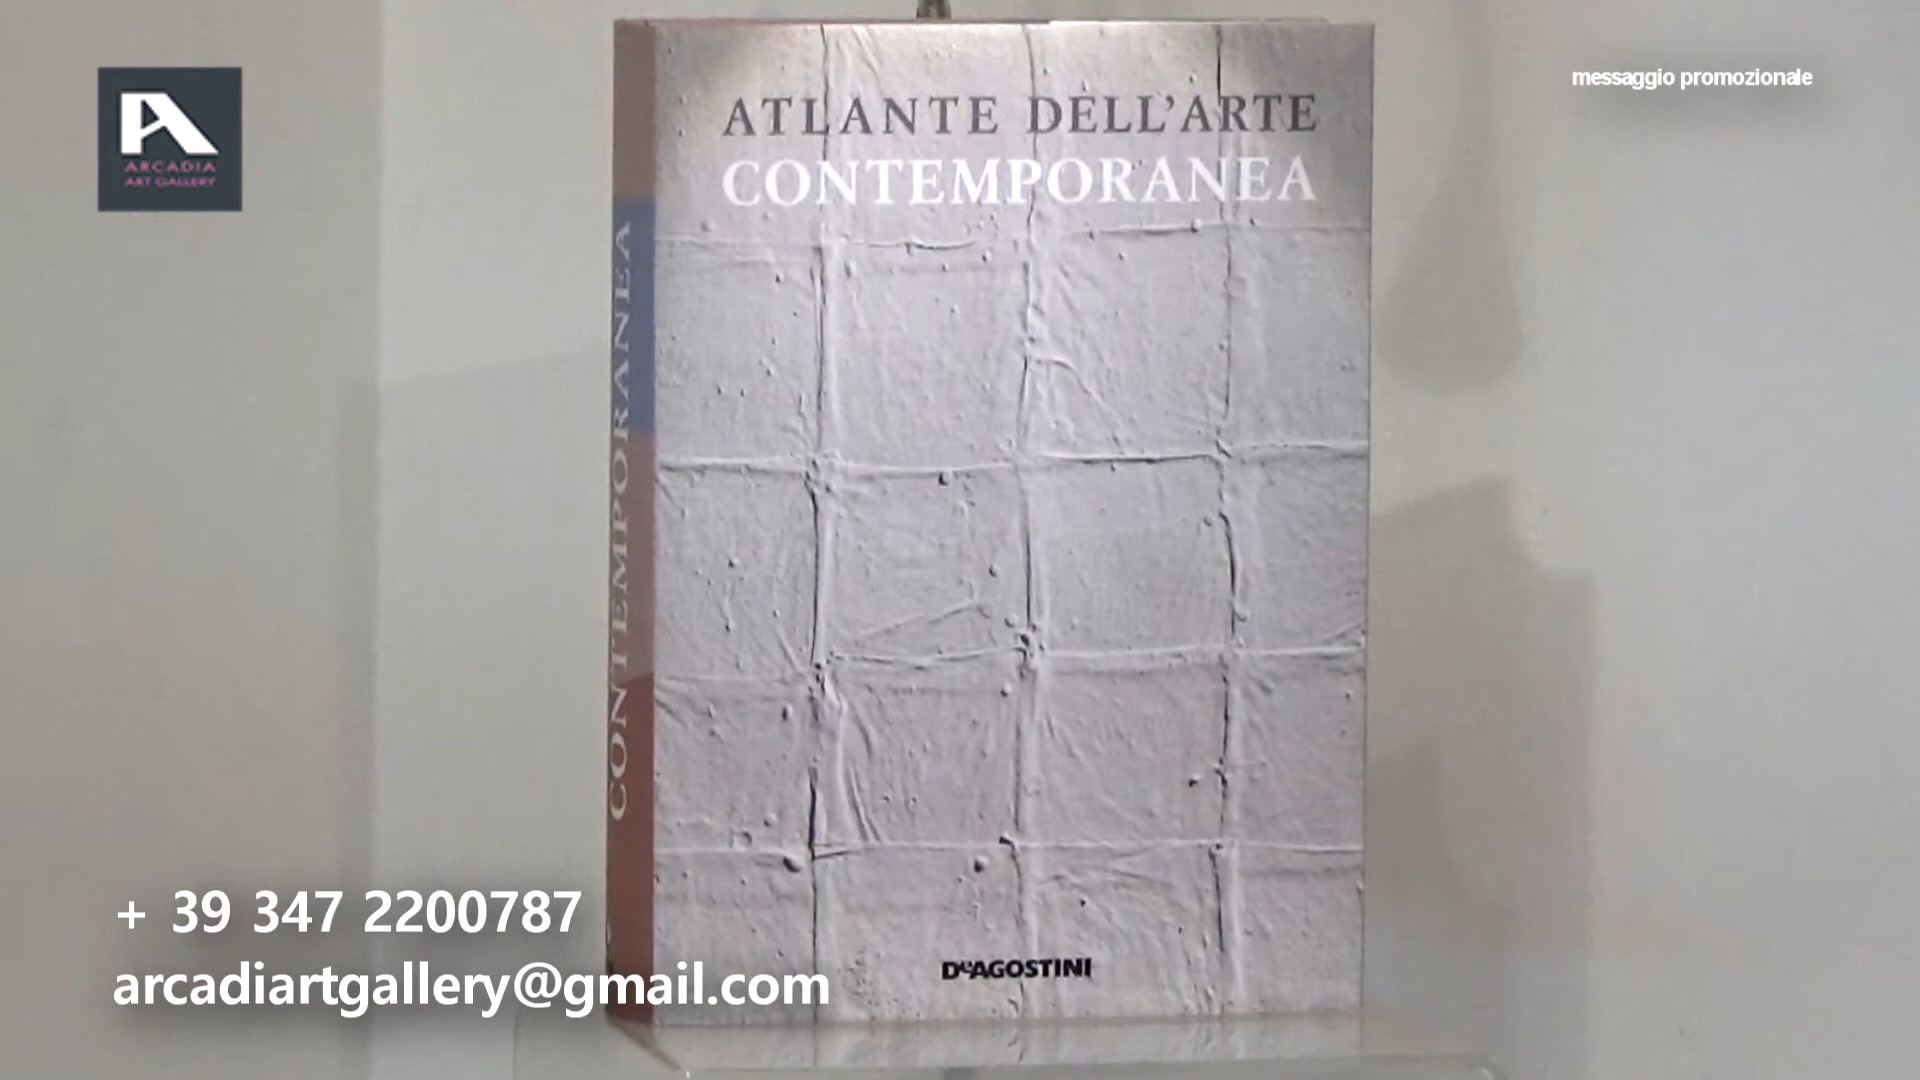 ARCADIA
ART GALLERY
messaggio promozionale
ATLANTE DELL'ARTE
CONTEMPORANEA
CONTEMPORANEA
+ 39 347 2200787
arcadiartgallery@gmail.com
DeAGOSTINI